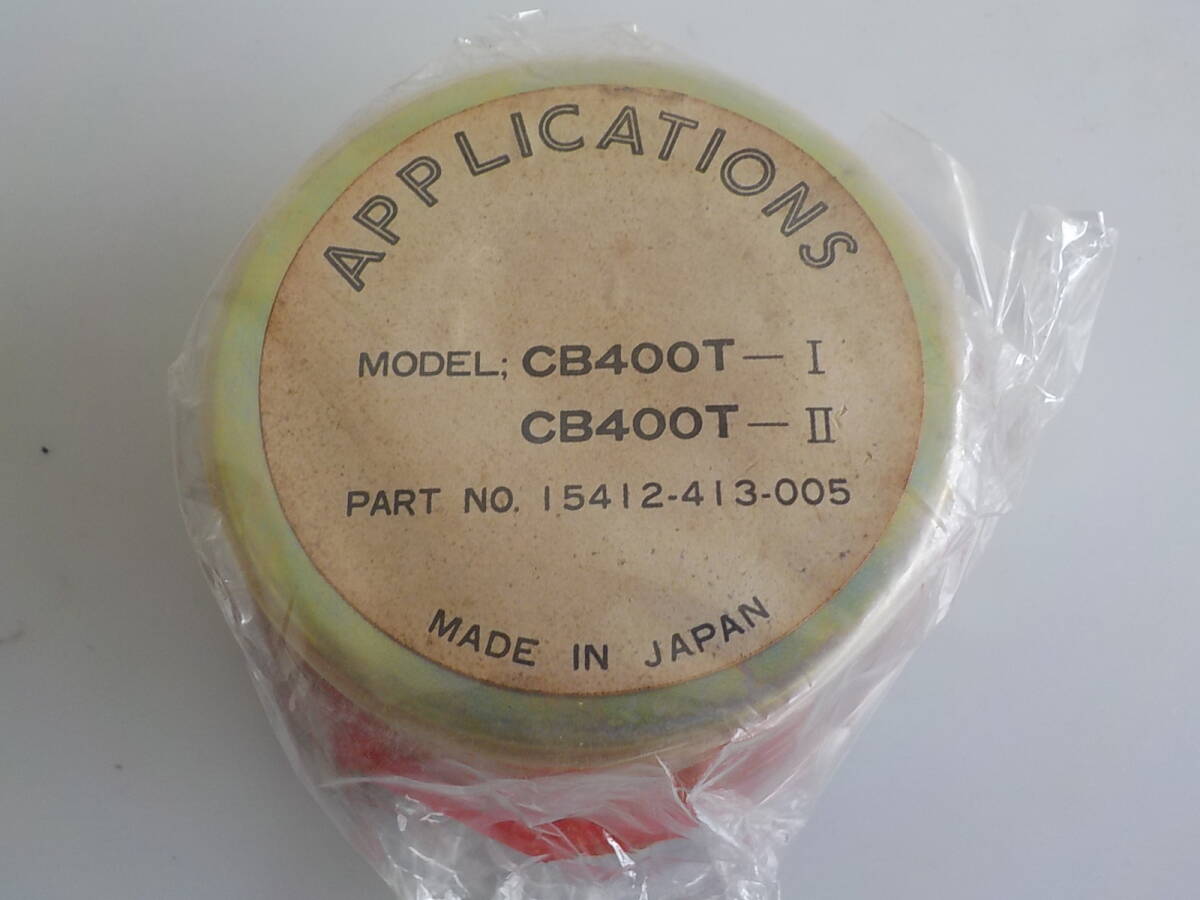 APPLICATIONS
MODEL; CB400T-I
CB400T-II
PART NO. 15412-413-005
MADE IN JAPAN